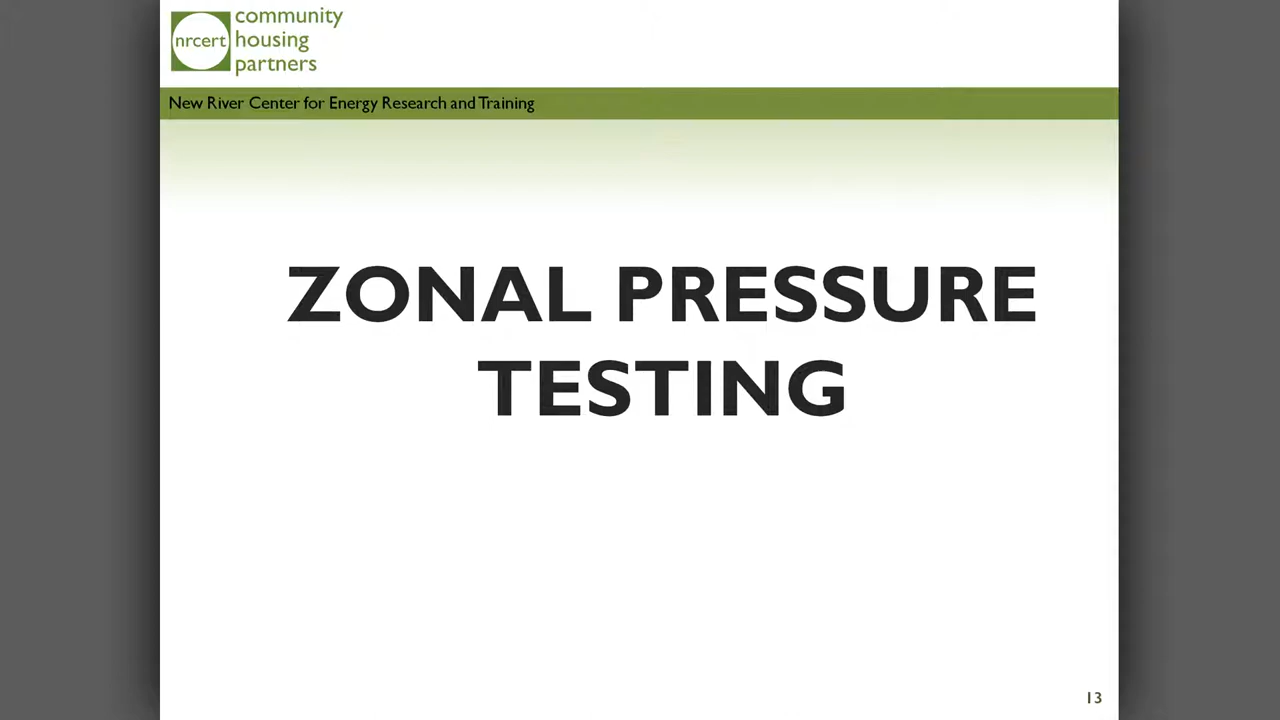 community
nrcert housing
partners
New River Center for Energy Research and Training
ZONAL PRESSURE
TESTING
13